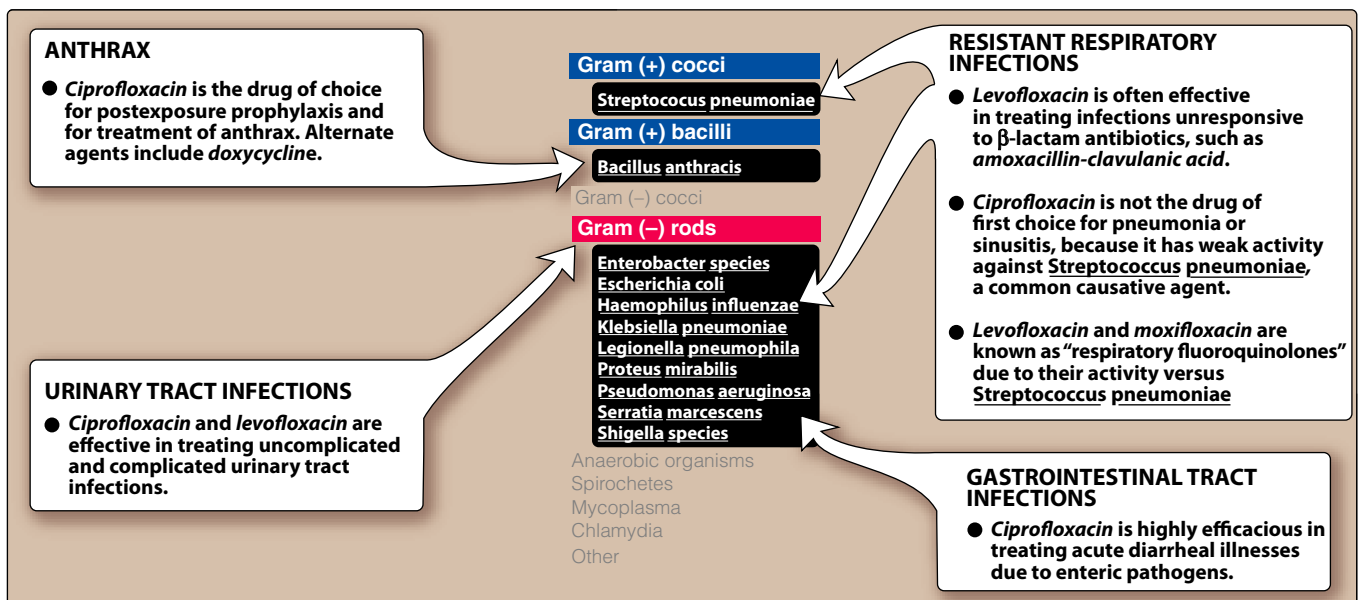 ANTHRAX
● Ciprofloxacin is the drug of choice
for postexposure prophylaxis and
for treatment of anthrax. Alternate
agents include doxycycline.
URINARY TRACT INFECTIONS
● Ciprofloxacin and levofloxacin are
effective in treating uncomplicated
and complicated urinary tract
infections.
Gram (+) cocci
Streptococus pneumoniae
Gram (+) bacilli
Bacillus anthracis
Gram (–) cocci
Gram (–) rods
Enterobacter species
Escherichia coli
Haemophilus influenzae
Klebsiella pneumoniae
Legionella pneumophila
Proteus mirabilis
Pseudomonas aeruginosa
Serratia marcescens
Shigella species
Anaerobic organisms
Spirochetes
Mycoplasma
Chlamydia
Other
RESISTANT RESPIRATORY
INFECTIONS
● Levofloxacin is often effective
in treating infections unresponsive
to β-lactam antibiotics, such as
amoxacillin-clavulanic acid.
● Ciprofloxacin is not the drug of
first choice for pneumonia or
sinusitis, because it has weak activity
against Streptococcus pneumoniae,
a common causative agent.
● Levofloxacin and moxifloxacin are
known as “respiratory fluoroquinolones”
due to their activity versus
Streptococcus pneumoniae
GASTROINTESTINAL TRACT
INFECTIONS
● Ciprofloxacin is highly efficacious in
treating acute diarrheal illnesses
due to enteric pathogens.